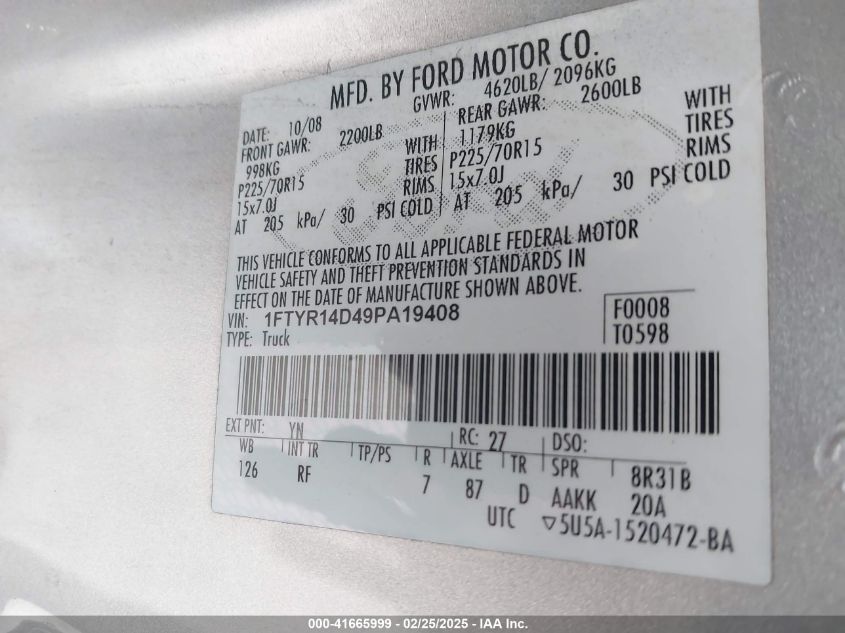 MFD. BY FORD MOTOR CO.
DATE: 10/08 GVWR: 4620LB/ 2096KG
FRONT GAWR: 2200LB REAR GAWR: 2600LB
998KG WITH 1179KG WITH
P225/70R15 TIRES P225/70R15 TIRES
15x7.0J RIMS 15x7.0J RIMS
AT 205 kPa/ 30 PSI COLD AT 205 kPa/ 30 PSI COLD
THIS VEHICLE CONFORMS TO ALL APPLICABLE FEDERAL MOTOR
VEHICLE SAFETY AND THEFT PREVENTION STANDARDS IN
EFFECT ON THE DATE OF MANUFACTURE SHOWN ABOVE.
VIN: 1FTYR14D49PA19408 F0008
TYPE: Truck T0598
EXT PNT: YN RC: 27 DSO:
WB INT TR TP/PS R AXLE TR SPR 8R31B
126 RF 7 87 D AAKK 20A
UTC ▽5U5A-1520472-BA
000-41665999 - 02/25/2025 - IAA Inc.